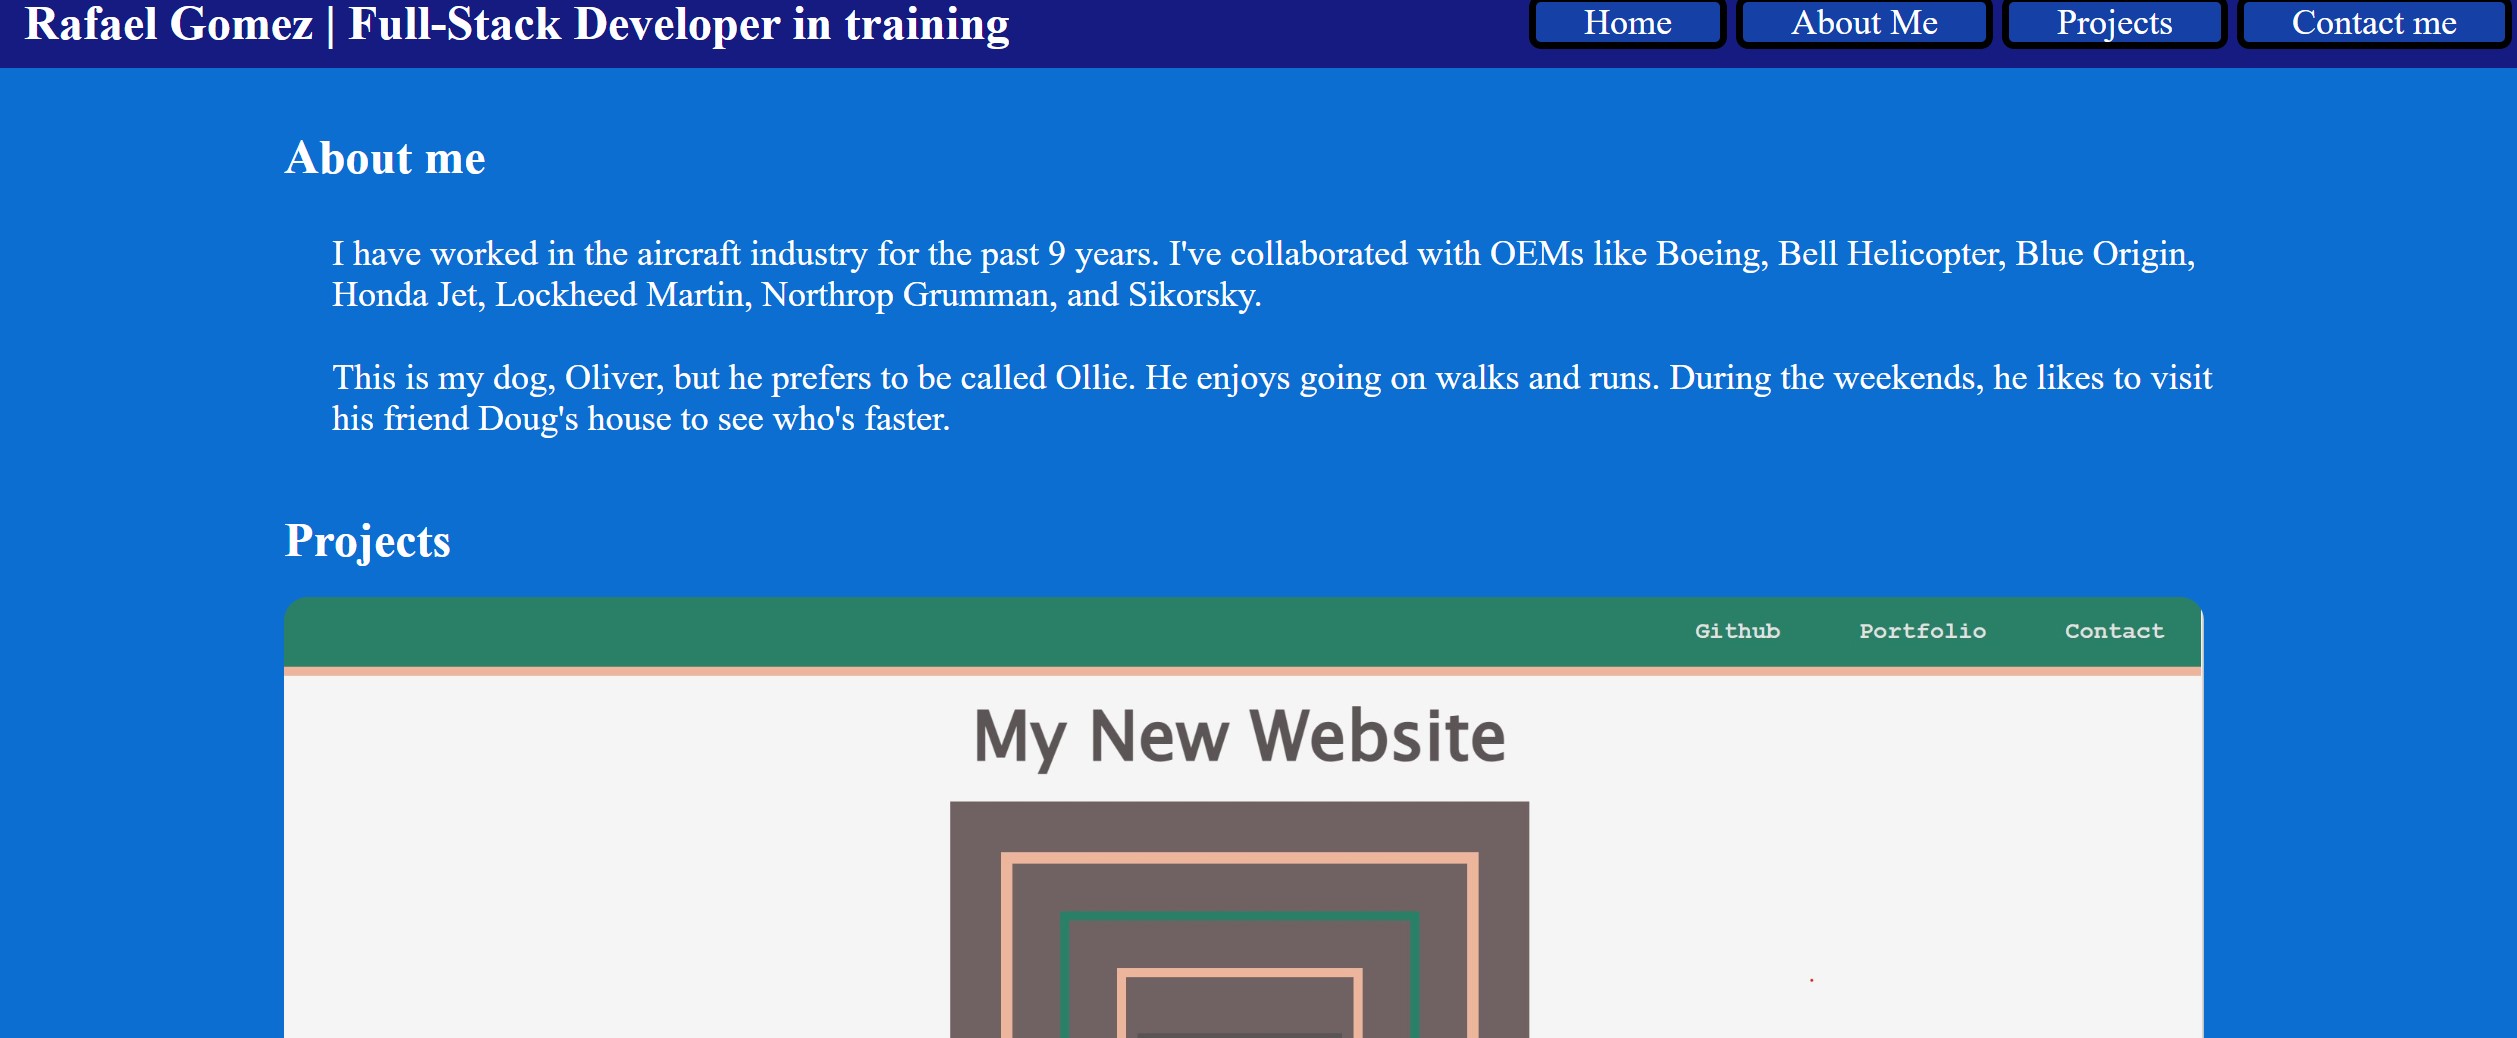 Rafael Gomez | Full-Stack Developer in training
Home
About Me
Projects
Contact me
About me
I have worked in the aircraft industry for the past 9 years. I've collaborated with OEMs like Boeing, Bell Helicopter, Blue Origin,
Honda Jet, Lockheed Martin, Northrop Grumman, and Sikorsky.
This is my dog, Oliver, but he prefers to be called Ollie. He enjoys going on walks and runs. During the weekends, he likes to visit
his friend Doug's house to see who's faster.
Projects
Github
Portfolio
Contact
My New Website